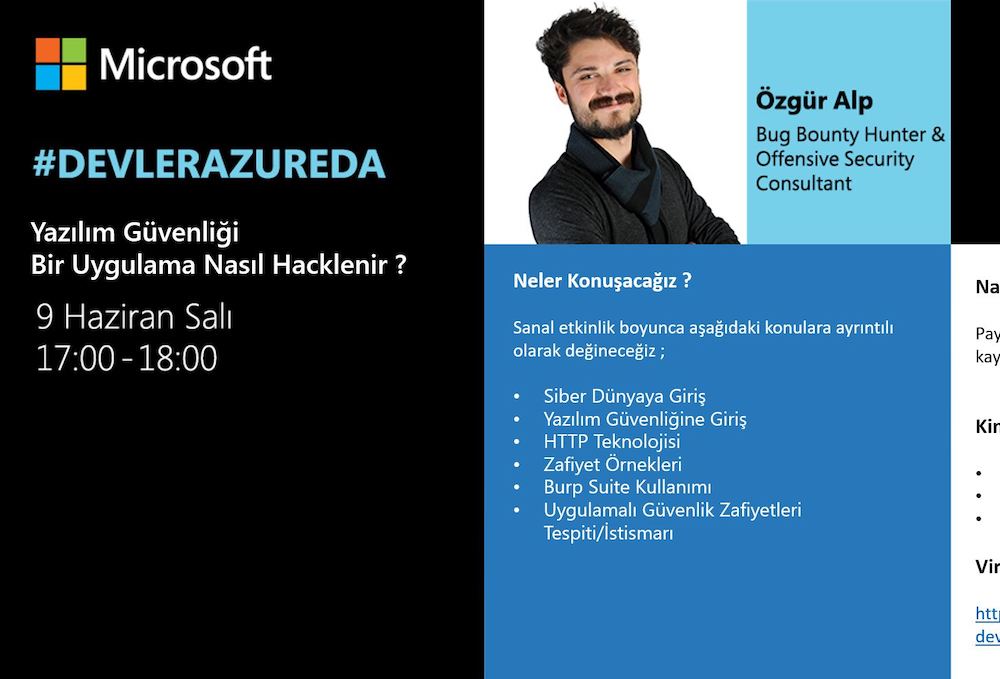 Microsoft
#DEVLERAZUREDA
Yazılım Güvenliği
Bir Uygulama Nasıl Hacklenir ?
9 Haziran Salı
17:00 - 18:00
Özgür Alp
Bug Bounty Hunter &
Offensive Security
Consultant
Neler Konuşacağız ?
Sanal etkinlik boyunca aşağıdaki konulara ayrıntılı
olarak değineceğiz ;
• Siber Dünyaya Giriş
• Yazılım Güvenliğine Giriş
• HTTP Teknolojisi
• Zafiyet Örnekleri
• Burp Suite Kullanımı
• Uygulamalı Güvenlik Zafiyetleri
Tespiti/İstismarı